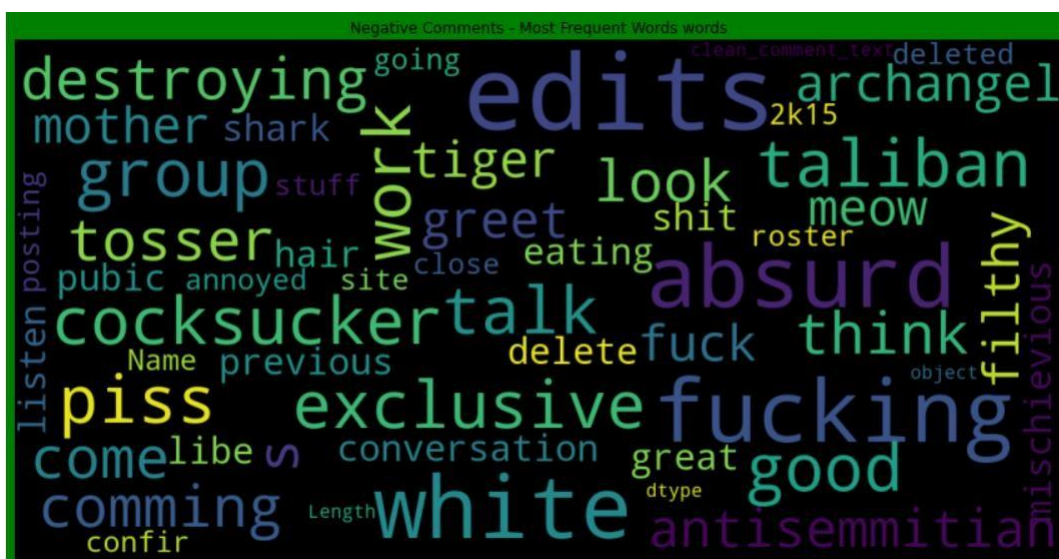 Negative Comments - Most Frequent Words words
destroying
going
edits
clean_comment_text
deleted
archangel
2k15
mother
shark
work
tiger
group
stuff
look
taliban
meow
posting
tosser
hair
greet
shit
roster
eating
close
absurd
filthy
pubic
annoyed
site
listen
cocksucker
talk
delete
fuck
think
mischievious
Name
previous
object
piss
exclusive
fucking
come
libe
s
conversation
great
good
dtype
comming
Length
white
antisemmitian
confir